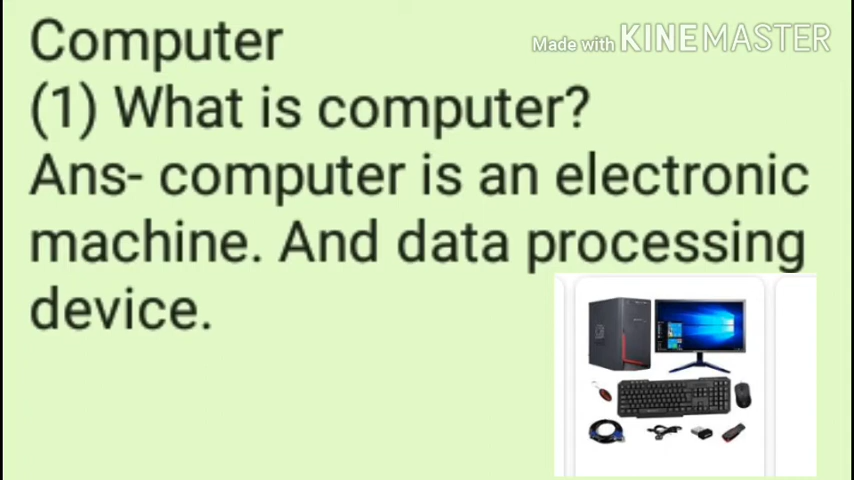 Computer
Made with KINEMASTER
(1) What is computer?
Ans- computer is an electronic
machine. And data processing
device.